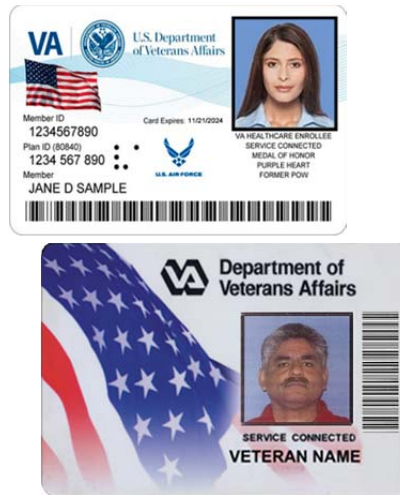 VA
U.S. Department
of Veterans Affairs
Member ID
1234567890
Card Expires: 11/21/2024
Plan ID (80840)
1234 567 890
Member
JANE D SAMPLE
U.S. AIR FORCE
VA HEALTHCARE ENROLLEE
SERVICE CONNECTED
MEDAL OF HONOR
PURPLE HEART
FORMER POW
VA
Department of
Veterans Affairs
SERVICE CONNECTED
VETERAN NAME